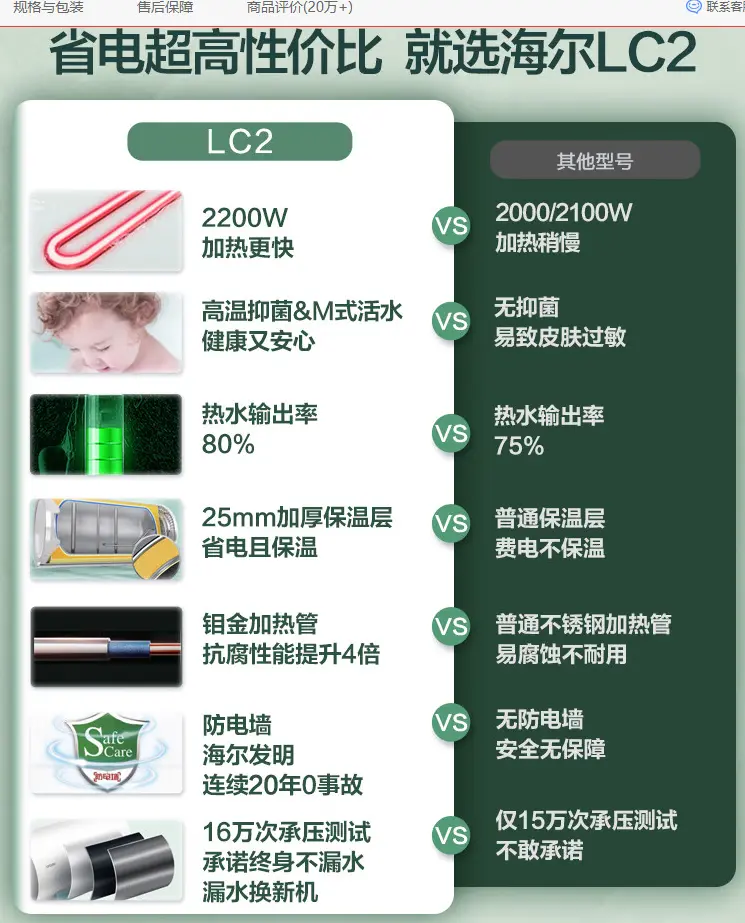 规格与包装 售后保障 商品评价(20万+) 联系客服
省电超高性价比 就选海尔LC2
LC2
其他型号
2200W
加热更快
VS
2000/2100W
加热稍慢
高温抑菌&M式活水
健康又安心
VS
无抑菌
易致皮肤过敏
热水输出率
80%
VS
热水输出率
75%
25mm加厚保温层
省电且保温
VS
普通保温层
费电不保温
钼金加热管
抗腐性能提升4倍
VS
普通不锈钢加热管
易腐蚀不耐用
Safe
Care
防电墙
防电墙
海尔发明
连续20年0事故
VS
无防电墙
安全无保障
16万次承压测试
承诺终身不漏水
漏水换新机
VS
仅15万次承压测试
不敢承诺